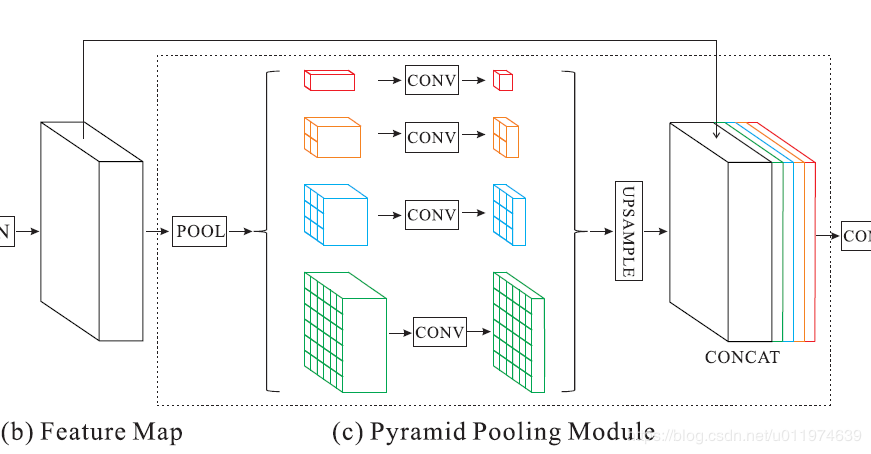 CONV
CONV
CONV
CONV
N
POOL
UPSAMPLE
CON
CONCAT
(b) Feature Map
(c) Pyramid Pooling Module
https://blog.csdn.net/u011974639